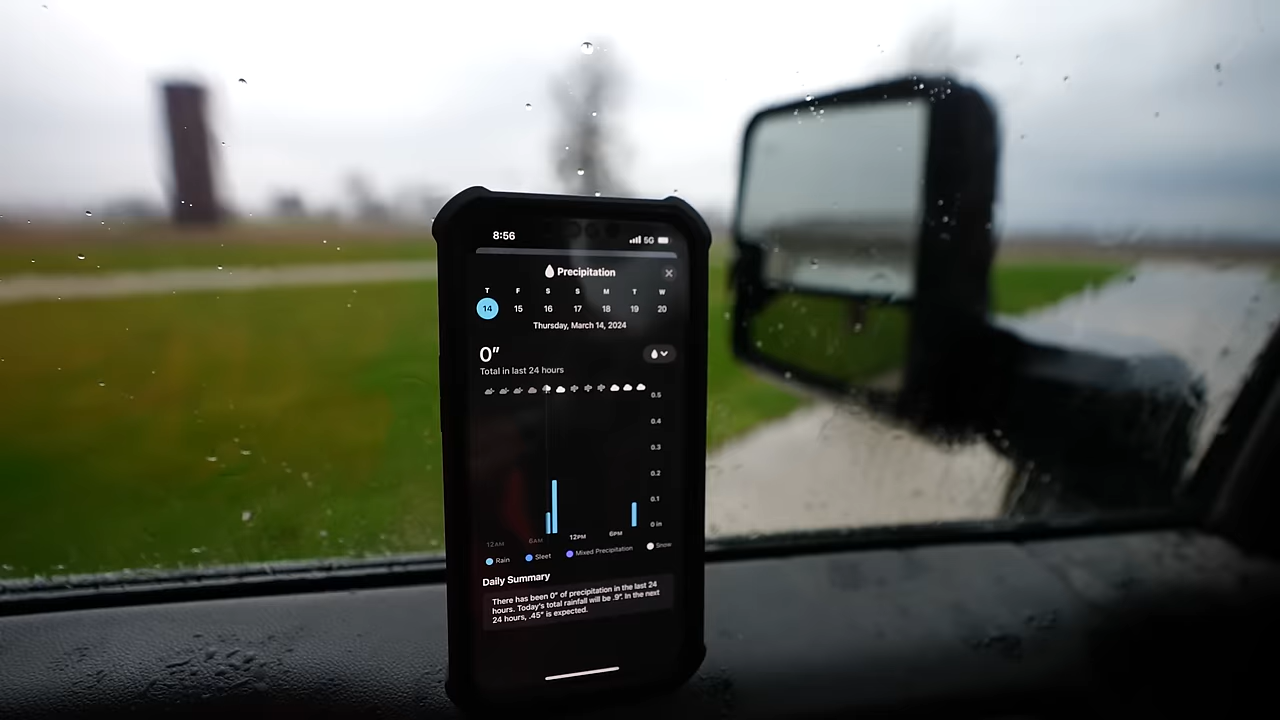 8:56 5G
Precipitation
T F S S M T W
14 15 16 17 18 19 20
Thursday, March 14, 2024
0"
Total in last 24 hours
0.5
0.4
0.3
0.2
0.1
0 in
12AM 6AM 12PM 6PM
Rain Sleet Mixed Precipitation Snow
Daily Summary
There has been 0" of precipitation in the last 24
hours. Today's total rainfall will be .9". In the next
24 hours, .45" is expected.